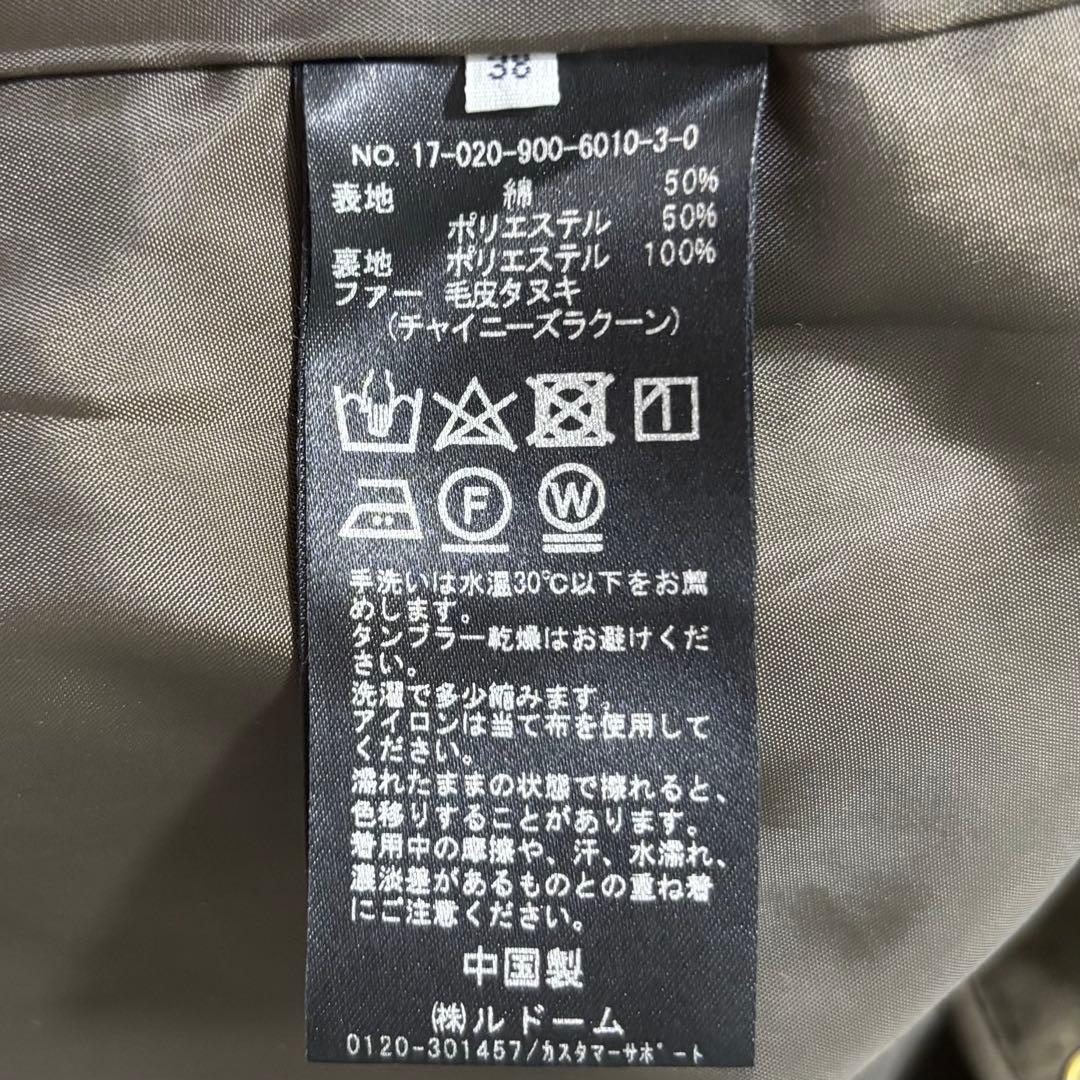 38
NO. 17-020-900-6010-3-0
表地 綿 50%
ポリエステル 50%
裏地 ポリエステル 100%
ファー 毛皮タヌキ
(チャイニーズラクーン)
F W
手洗いは水温30℃以下をお薦
めします。
タンブラー乾燥はお避けくだ
さい。
洗濯で多少縮みます。
アイロンは当て布を使用して
ください。
濡れたままの状態で擦れると、
色移りすることがあります。
着用中の摩擦や、汗、水濡れ、
濃淡差があるものとの重ね着
にご注意ください。
中国製
㈱ルドーム
0120-301457/カスタマーサポート